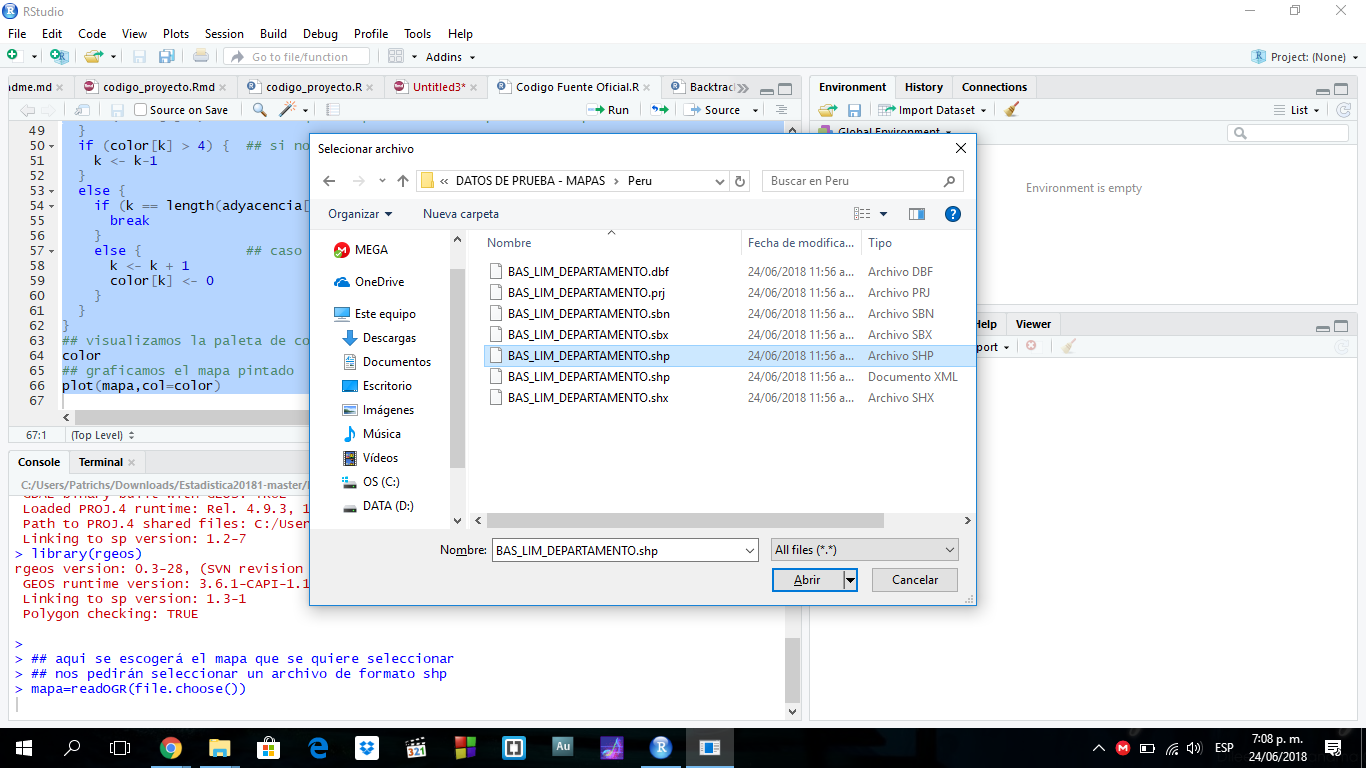 RStudio
File Edit Code View Plots Session Build Debug Profile Tools Help
Go to file/function Addins Project: (None)
dme.md codigo_proyecto.Rmd codigo_proyecto.R Untitled3* Codigo Fuente Oficial.R Backtrac
Source on Save Run Source
49 }
50 if (color[k] > 4) { ## si no
51 k <- k-1
52 }
53 else {
54 if (k == length(adyacencia[
55 break
56 }
57 else { ## caso
58 k <- k + 1
59 color[k] <- 0
60 }
61 }
62 }
63 ## visualizamos la paleta de co
64 color
65 ## graficamos el mapa pintado
66 plot(mapa,col=color)
67
67:1 (Top Level)
Console Terminal
C:/Users/Patrichs/Downloads/Estadistica20181-master/
GDAL binary built with GEOS: TRUE
Loaded PROJ.4 runtime: Rel. 4.9.3, 1
Path to PROJ.4 shared files: C:/User
Linking to sp version: 1.2-7
> library(rgeos)
rgeos version: 0.3-28, (SVN revision
GEOS runtime version: 3.6.1-CAPI-1.1
Linking to sp version: 1.3-1
Polygon checking: TRUE
>
> ## aqui se escogerá el mapa que se quiere seleccionar
> ## nos pedirán seleccionar un archivo de formato shp
> mapa=readOGR(file.choose())
Environment History Connections
Import Dataset List
Global Environment
Environment is empty
Help Viewer
port
Selecionar archivo
« DATOS DE PRUEBA - MAPAS > Peru
Buscar en Peru
Organizar Nueva carpeta
MEGA
OneDrive
Este equipo
Descargas
Documentos
Escritorio
Imágenes
Música
Vídeos
OS (C:)
DATA (D:)
Nombre Fecha de modifica... Tipo
BAS_LIM_DEPARTAMENTO.dbf 24/06/2018 11:56 a... Archivo DBF
BAS_LIM_DEPARTAMENTO.prj 24/06/2018 11:56 a... Archivo PRJ
BAS_LIM_DEPARTAMENTO.sbn 24/06/2018 11:56 a... Archivo SBN
BAS_LIM_DEPARTAMENTO.sbx 24/06/2018 11:56 a... Archivo SBX
BAS_LIM_DEPARTAMENTO.shp 24/06/2018 11:56 a... Archivo SHP
BAS_LIM_DEPARTAMENTO.shp 24/06/2018 11:56 a... Documento XML
BAS_LIM_DEPARTAMENTO.shx 24/06/2018 11:56 a... Archivo SHX
Nombre: BAS_LIM_DEPARTAMENTO.shp All files (*.*)
Abrir Cancelar
ESP
7:08 p. m.
24/06/2018